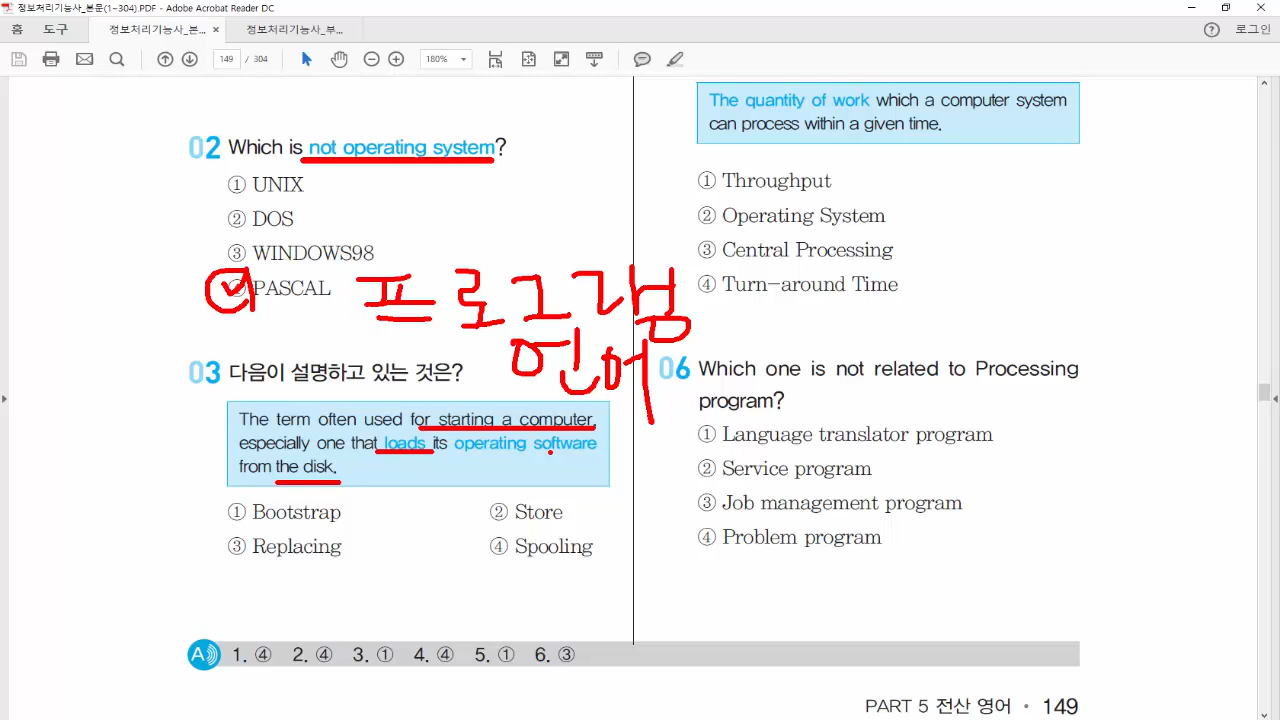 정보처리기능사_본문(1~304).PDF - Adobe Acrobat Reader DC
홈 도구 정보처리기능사_본... × 정보처리기능사_부... 로그인
149 / 304 180%
02 Which is not operating system?
① UNIX
② DOS
③ WINDOWS98
④ PASCAL
프로그램
언어
03 다음이 설명하고 있는 것은?
The term often used for starting a computer,
especially one that loads its operating software
from the disk.
① Bootstrap ② Store
③ Replacing ④ Spooling
The quantity of work which a computer system
can process within a given time.
① Throughput
② Operating System
③ Central Processing
④ Turn-around Time
06 Which one is not related to Processing
program?
① Language translator program
② Service program
③ Job management program
④ Problem program
A 1. ④ 2. ④ 3. ① 4. ④ 5. ① 6. ③
PART 5 전산 영어 · 149